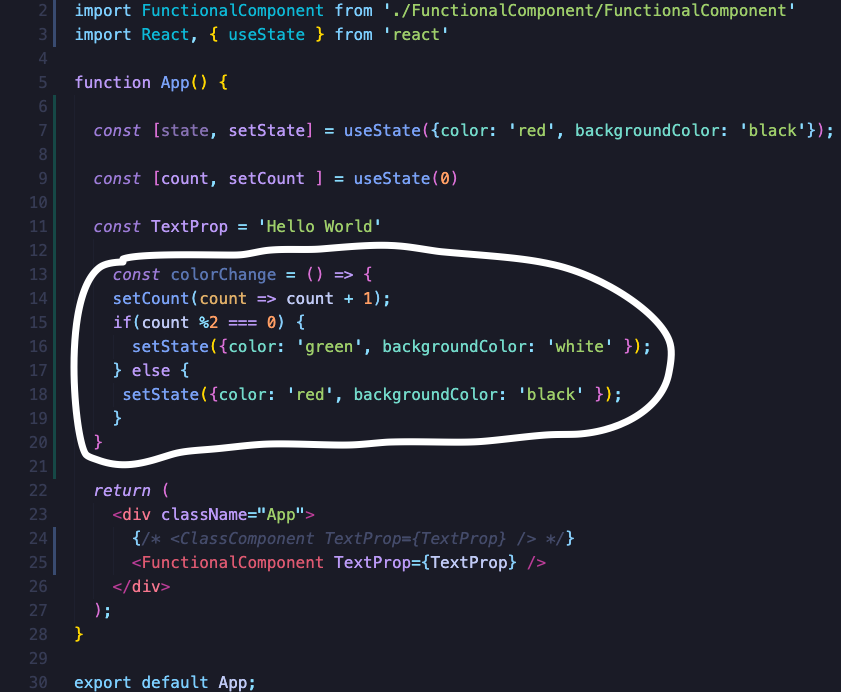 2 import FunctionalComponent from './FunctionalComponent/FunctionalComponent'
3 import React, { useState } from 'react'
4
5 function App() {
6
7 const [state, setState] = useState({color: 'red', backgroundColor: 'black'});
8
9 const [count, setCount ] = useState(0)
10
11 const TextProp = 'Hello World'
12
13 const colorChange = () => {
14 setCount(count => count + 1);
15 if(count %2 === 0) {
16 setState({color: 'green', backgroundColor: 'white' });
17 } else {
18 setState({color: 'red', backgroundColor: 'black' });
19 }
20 }
21
22 return (
23 <div className="App">
24 {/* <ClassComponent TextProp={TextProp} /> */}
25 <FunctionalComponent TextProp={TextProp} />
26 </div>
27 );
28 }
29
30 export default App;